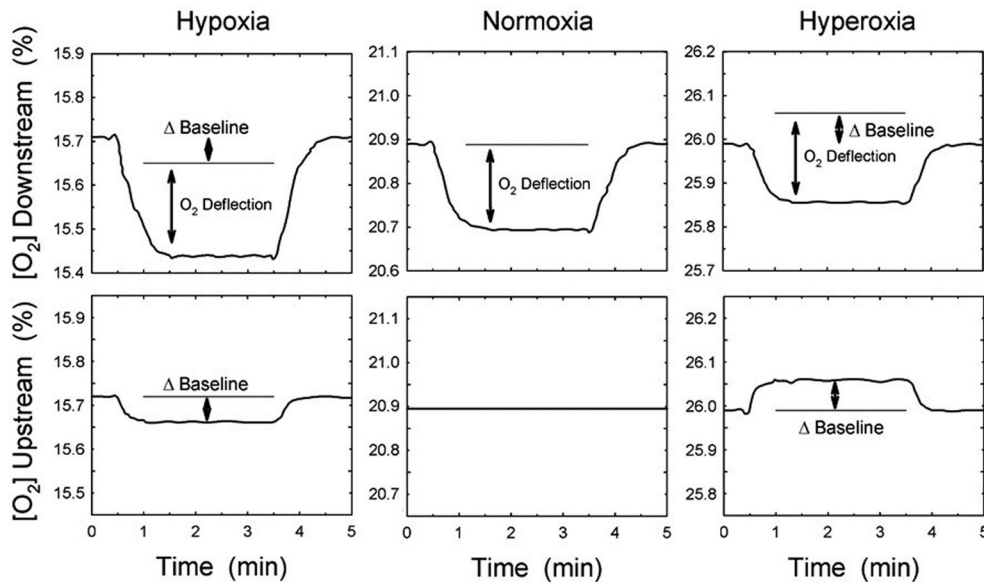 Hypoxia Normoxia Hyperoxia
[O₂] Downstream (%)
15.9
15.8
15.7
15.6
15.5
15.4
Δ Baseline
O₂ Deflection
21.1
21.0
20.9
20.8
20.7
20.6
O₂ Deflection
26.2
26.1
26.0
25.9
25.8
25.7
Δ Baseline
O₂ Deflection
[O₂] Upstream (%)
15.9
15.8
15.7
15.6
15.5
Δ Baseline
0 1 2 3 4 5
Time (min)
21.1
21.0
20.9
20.8
20.7
0 1 2 3 4 5
Time (min)
26.2
26.1
26.0
25.9
25.8
Δ Baseline
0 1 2 3 4 5
Time (min)